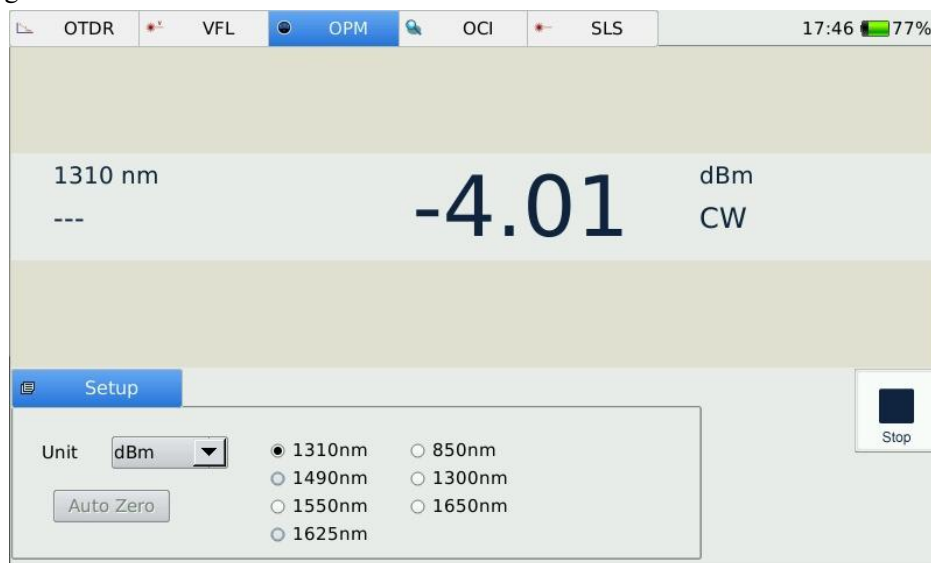 OTDR VFL OPM OCI SLS 17:46 77%
1310 nm -4.01 dBm
--- CW
Setup
Stop
Unit dBm 1310nm 850nm
1490nm 1300nm
Auto Zero 1550nm 1650nm
1625nm